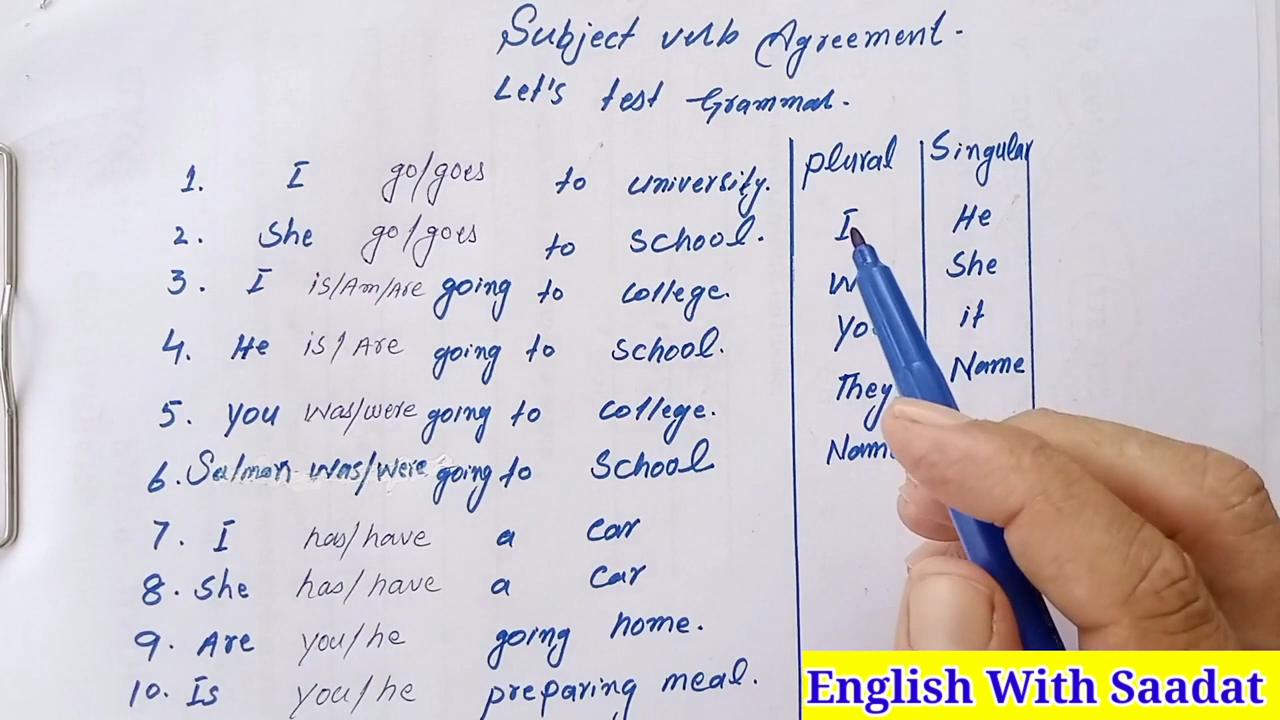 Subject verb Agreement.
Let's test Grammar.
1. I go/goes to university.
2. She go/goes to school.
3. I is/Am/Are going to college.
4. He is/Are going to school.
5. you was/were going to college.
6. Salman was/were going to school
7. I has/have a car
8. She has/have a car
9. Are you/he going home.
10. Is you/he preparing meal.
plural Singular
I He
She
it
They Name
Name
English With Saadat